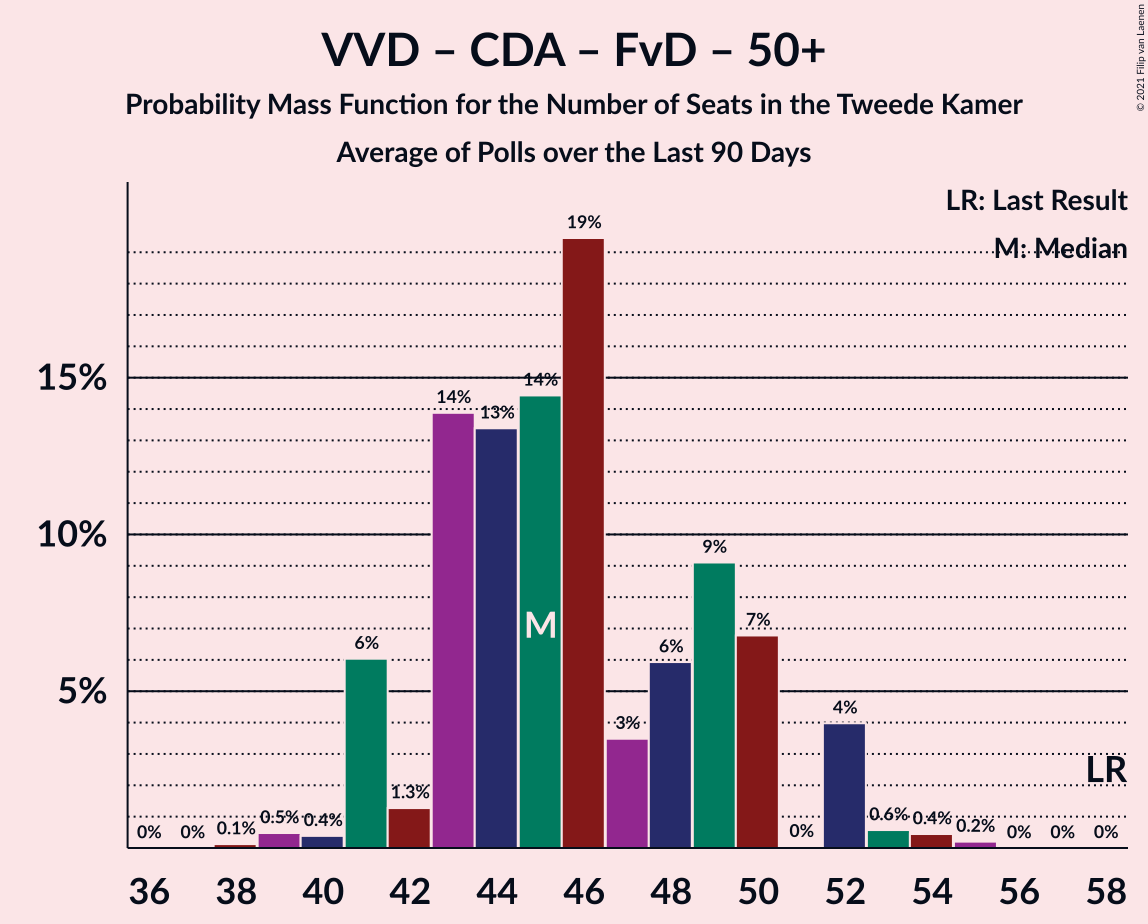 VVD – CDA – FvD – 50+
Probability Mass Function for the Number of Seats in the Tweede Kamer
Average of Polls over the Last 90 Days
© 2021 Filip van Laenen
LR: Last Result
M: Median
15%
10%
5%
0%
0%
0.1%
0.5%
0.4%
6%
1.3%
14%
13%
14%
19%
3%
6%
9%
7%
0%
4%
0.6%
0.4%
0.2%
0%
0%
0%
M
LR
36 38 40 42 44 46 48 50 52 54 56 58